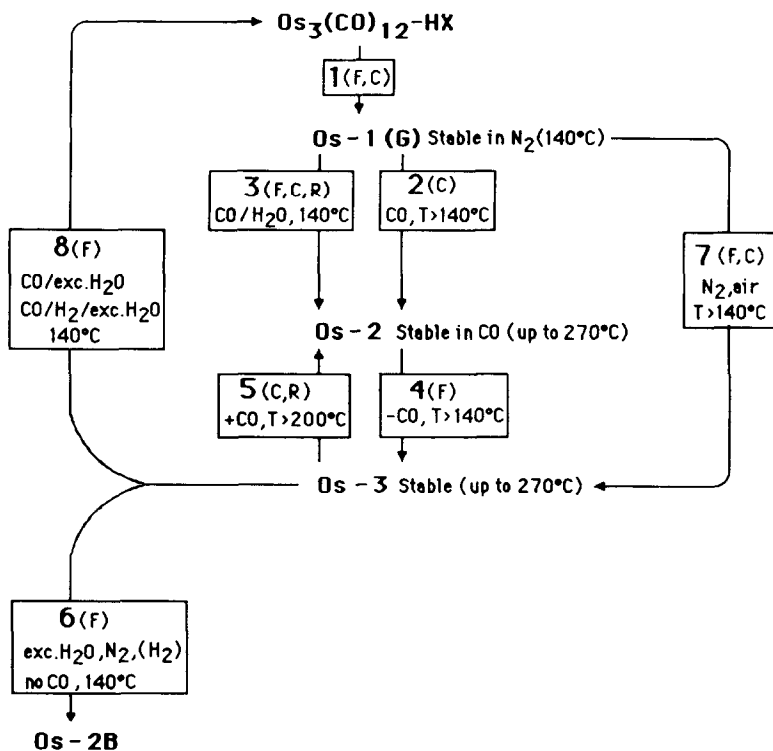 Os₃(CO)₁₂-HX
1(F,C)
Os-1(G) Stable in N₂(140°C)
3(F,C,R)
CO/H₂O,140°C
2(C)
CO,T>140°C
8(F)
CO/exc.H₂O
CO/H₂/exc.H₂O
140°C
7(F,C)
N₂,air
T>140°C
Os-2 Stable in CO (up to 270°C)
5(C,R)
+CO,T>200°C
4(F)
-CO,T>140°C
Os-3 Stable (up to 270°C)
6(F)
exc.H₂O,N₂,(H₂)
no CO,140°C
Os-2B